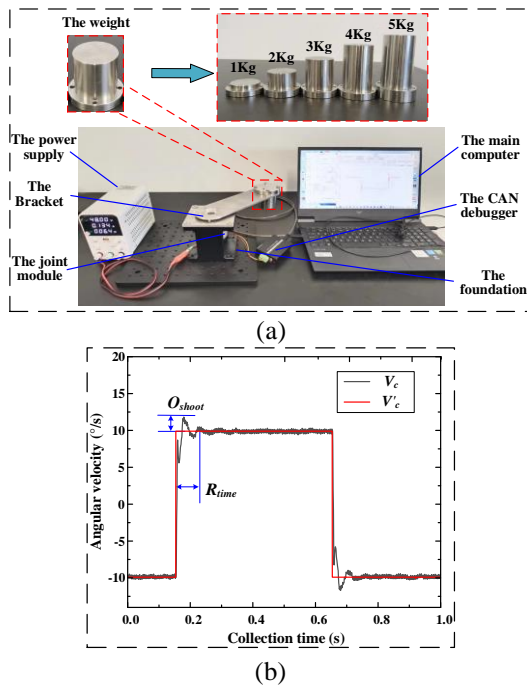 The weight
1Kg
2Kg
3Kg
4Kg
5Kg
The power
supply
The
Bracket
The joint
module
The main
computer
The CAN
debugger
The
foundation
48.00
(a)
20
15
10
5
0
-5
-10
Angular velocity (°/s)
O_shoot
R_time
V_c
V'_c
0.0
0.2
0.4
0.6
0.8
1.0
Collection time (s)
(b)